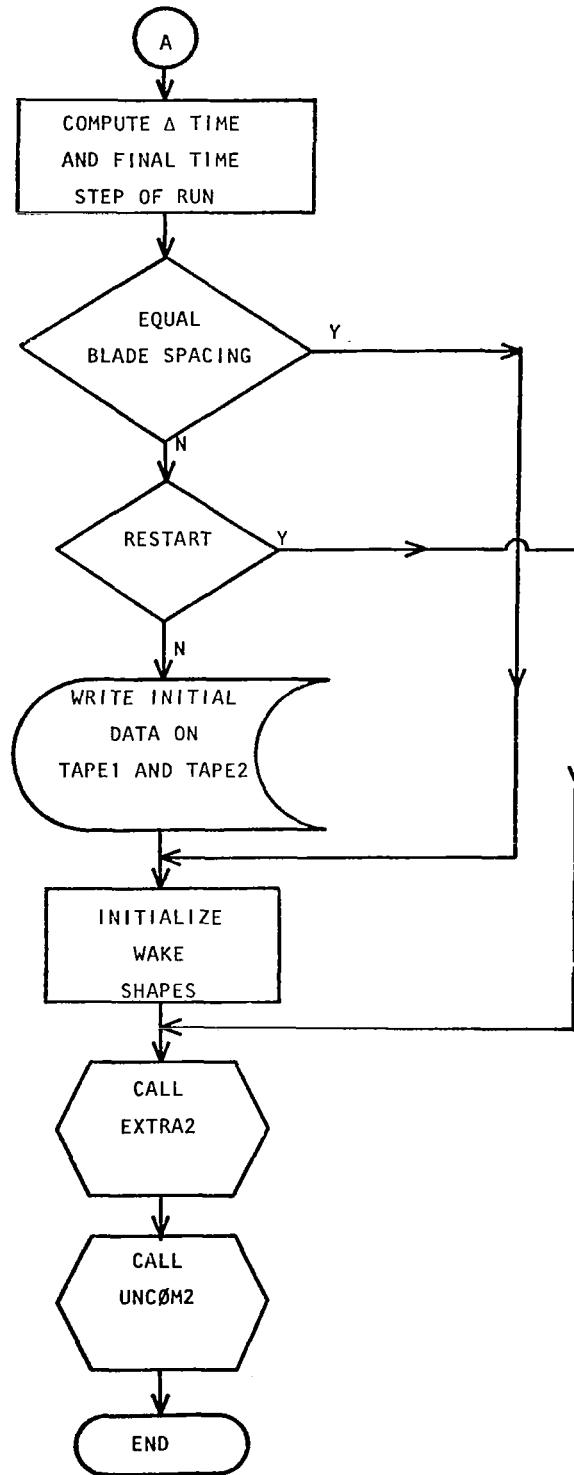 A
COMPUTE Δ TIME
AND FINAL TIME
STEP OF RUN
EQUAL
BLADE SPACING
Y
N
RESTART
Y
N
WRITE INITIAL
DATA ON
TAPE1 AND TAPE2
INITIALIZE
WAKE
SHAPES
CALL
EXTRA2
CALL
UNCØM2
END